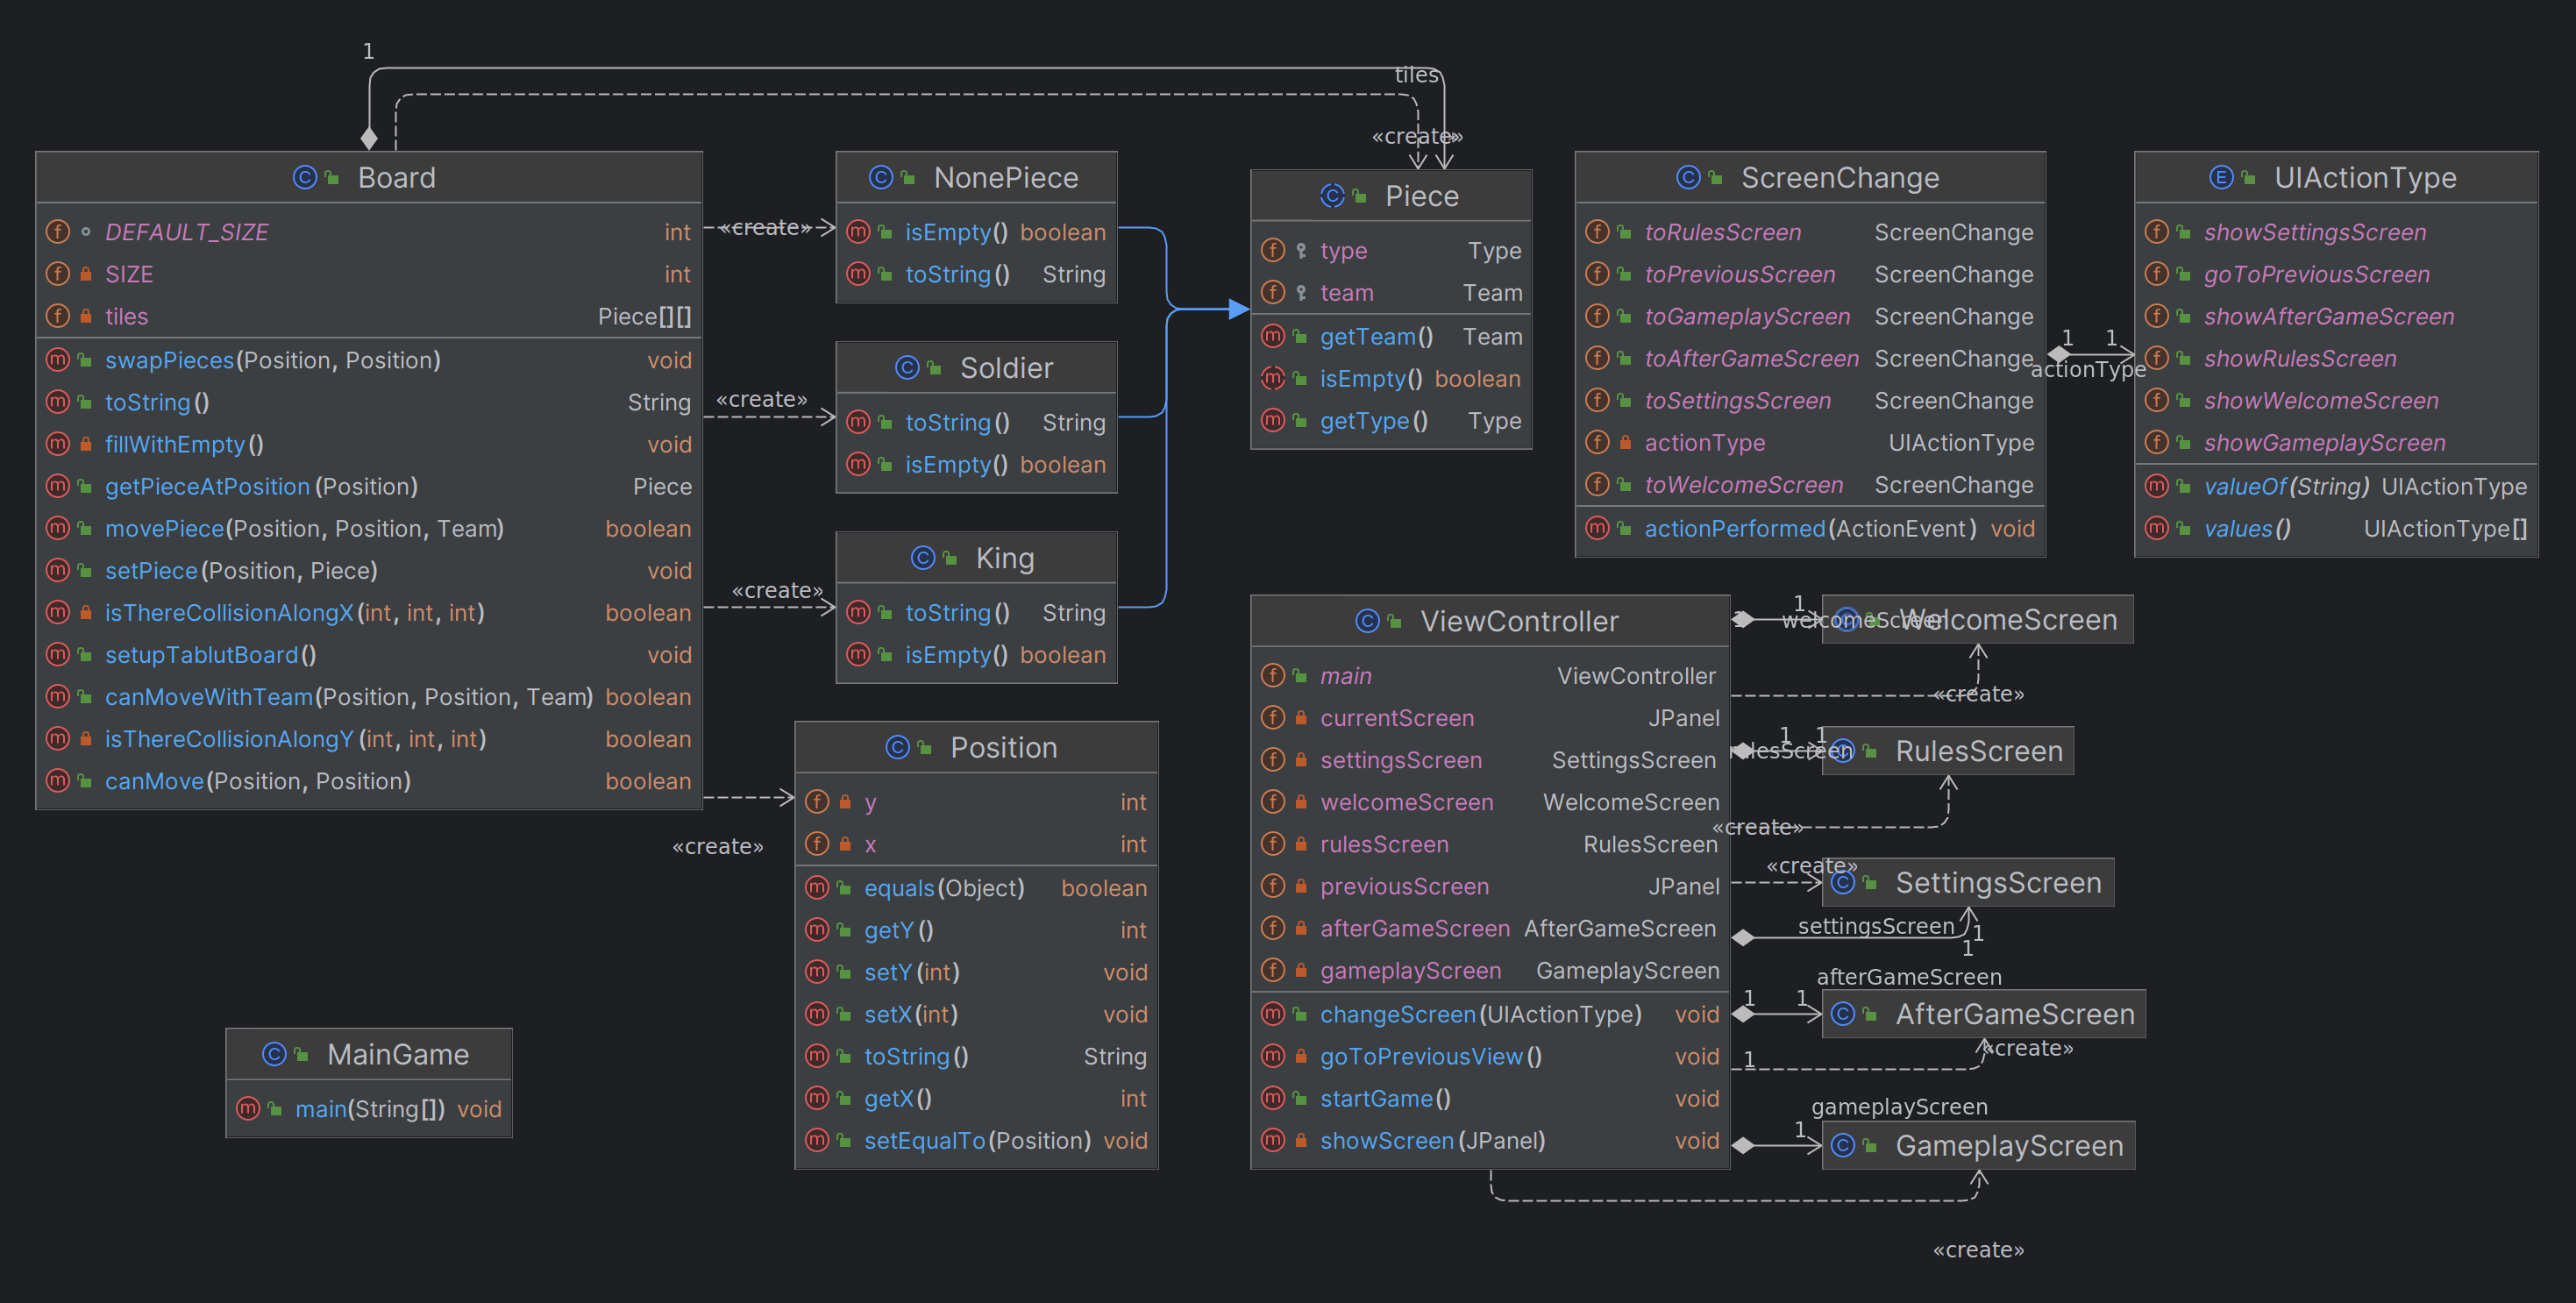 1
tiles
«create»
Board
DEFAULT_SIZE int
SIZE int
tiles Piece[][]
swapPieces(Position, Position) void
toString() String
fillWithEmpty() void
getPieceAtPosition(Position) Piece
movePiece(Position, Position, Team) boolean
setPiece(Position, Piece) void
isThereCollisionAlongX(int, int, int) boolean
setupTablutBoard() void
canMoveWithTeam(Position, Position, Team) boolean
isThereCollisionAlongY(int, int, int) boolean
canMove(Position, Position) boolean
«create»
«create»
«create»
«create»
NonePiece
isEmpty() boolean
toString() String
Soldier
toString() String
isEmpty() boolean
King
toString() String
isEmpty() boolean
Piece
type Type
team Team
getTeam() Team
isEmpty() boolean
getType() Type
ScreenChange
toRulesScreen ScreenChange
toPreviousScreen ScreenChange
toGameplayScreen ScreenChange
toAfterGameScreen ScreenChange
toSettingsScreen ScreenChange
actionType UIActionType
toWelcomeScreen ScreenChange
actionPerformed(ActionEvent) void
1 1
actionType
UIActionType
showSettingsScreen
goToPreviousScreen
showAfterGameScreen
showRulesScreen
showWelcomeScreen
showGameplayScreen
valueOf(String) UIActionType
values() UIActionType[]
Position
y int
x int
equals(Object) boolean
getY() int
setY(int) void
setX(int) void
toString() String
getX() int
setEqualTo(Position) void
MainGame
main(String[]) void
ViewController
main ViewController
currentScreen JPanel
settingsScreen SettingsScreen
welcomeScreen WelcomeScreen
rulesScreen RulesScreen
previousScreen JPanel
afterGameScreen AfterGameScreen
gameplayScreen GameplayScreen
changeScreen(UIActionType) void
goToPreviousView() void
startGame() void
showScreen(JPanel) void
1 1
welcomeScreen
WelcomeScreen
«create»
1 1
rulesScreen
RulesScreen
«create»
«create»
SettingsScreen
settingsScreen
1
1
afterGameScreen
1 1
AfterGameScreen
«create»
1
gameplayScreen
1
GameplayScreen
«create»